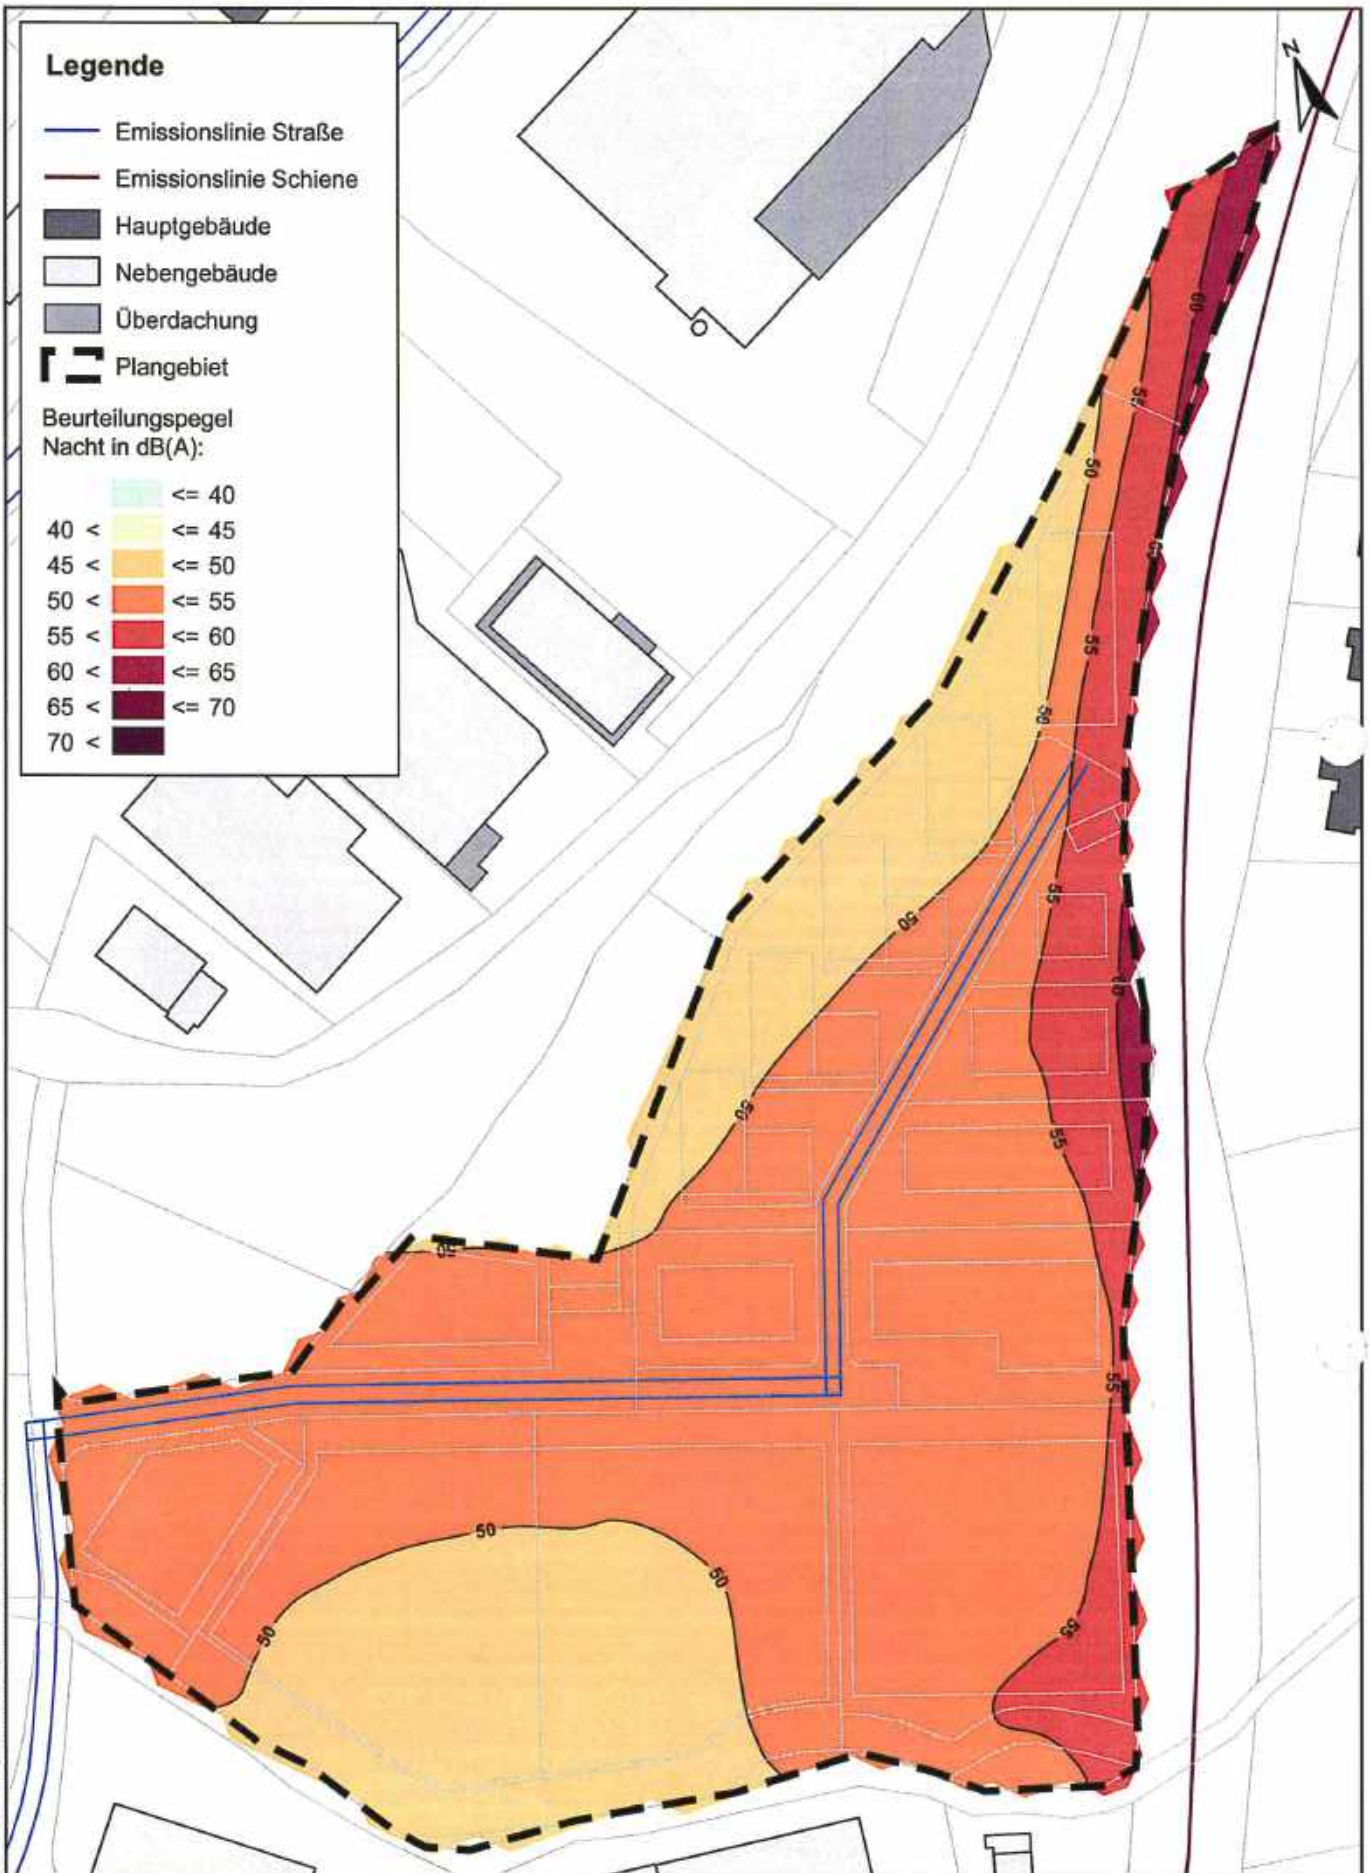 Legende
Emissionslinie Straße
Emissionslinie Schiene
Hauptgebäude
Nebengebäude
Überdachung
Plangebiet
Beurteilungspegel
Nacht in dB(A):
<= 40
40 < <= 45
45 < <= 50
50 < <= 55
55 < <= 60
60 < <= 65
65 < <= 70
70 <
N
60
55
50
60
55
50
55
50
60
50
55
50
55
50
50
50
55